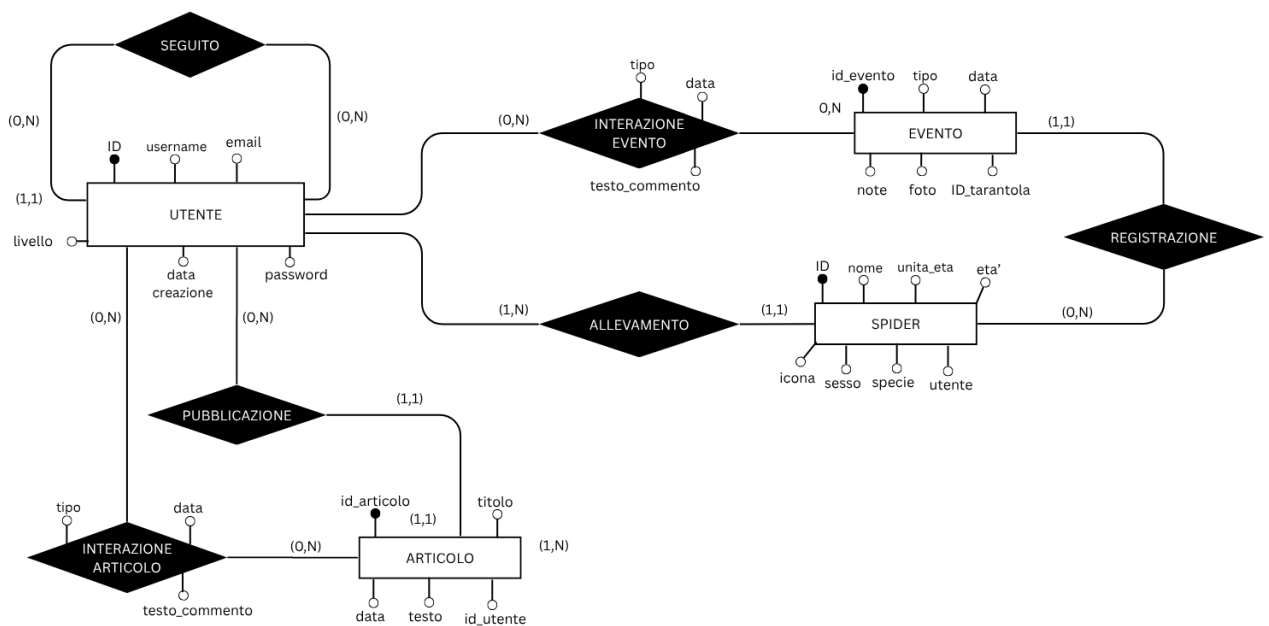 SEGUITO
(0,N)
(0,N)
(1,1)
ID
username
email
UTENTE
livello
data
creazione
password
(0,N)
(0,N)
(0,N)
tipo
data
INTERAZIONE
EVENTO
testo_commento
0,N
id_evento
tipo
data
EVENTO
note
foto
ID_tarantola
(1,1)
REGISTRAZIONE
(1,N)
ALLEVAMENTO
(1,1)
ID
nome
unita_eta
eta’
SPIDER
icona
sesso
specie
utente
(0,N)
PUBBLICAZIONE
(1,1)
tipo
data
INTERAZIONE
ARTICOLO
testo_commento
(0,N)
id_articolo
(1,1)
titolo
ARTICOLO
(1,N)
data
testo
id_utente